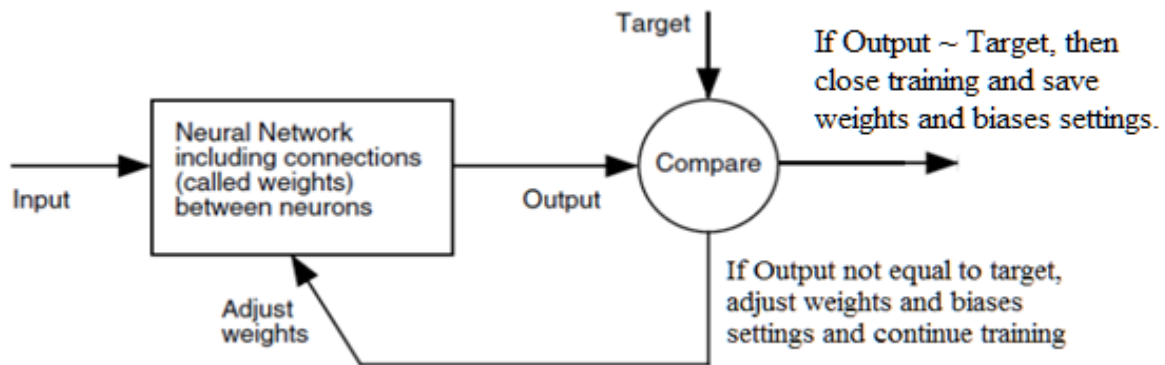 Target
If Output ~ Target, then
close training and save
weights and biases settings.
Neural Network
including connections
(called weights)
between neurons
Compare
Input
Output
If Output not equal to target,
adjust weights and biases
settings and continue training
Adjust
weights